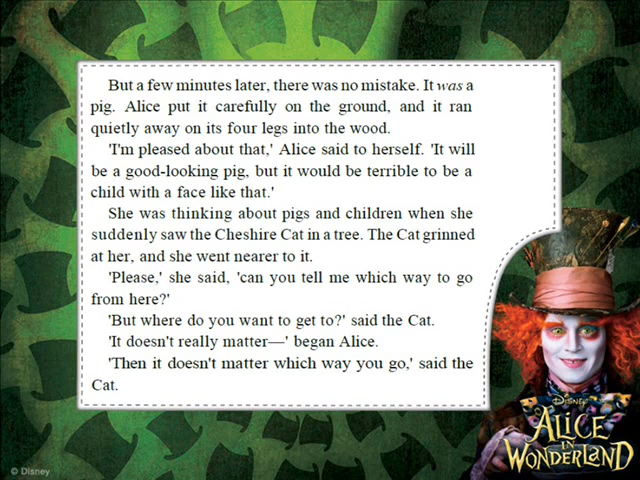 But a few minutes later, there was no mistake. It was a
pig. Alice put it carefully on the ground, and it ran
quietly away on its four legs into the wood.
'I'm pleased about that,' Alice said to herself. 'It will
be a good-looking pig, but it would be terrible to be a
child with a face like that.'
She was thinking about pigs and children when she
suddenly saw the Cheshire Cat in a tree. The Cat grinned
at her, and she went nearer to it.
'Please,' she said, 'can you tell me which way to go
from here?'
'But where do you want to get to?' said the Cat.
'It doesn't really matter—' began Alice.
'Then it doesn't matter which way you go,' said the
Cat.
DISNEY
ALICE
IN
WONDERLAND
© Disney